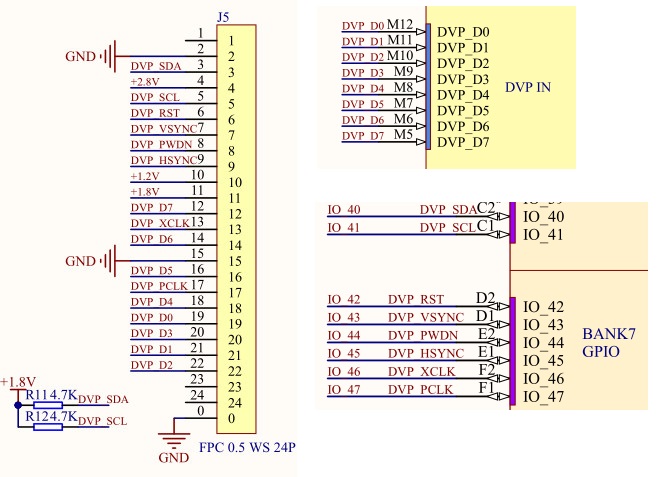 J5
1 1
GND 2 2
DVP_SDA 3 3
+2.8V 4 4
DVP_SCL 5 5
DVP_RST 6 6
DVP_VSYNC 7 7
DVP_PWDN 8 8
DVP_HSYNC 9 9
+1.2V 10 10
+1.8V 11 11
DVP_D7 12 12
DVP_XCLK 13 13
DVP_D6 14 14
GND 15 15
DVP_D5 16 16
DVP_PCLK 17 17
DVP_D4 18 18
DVP_D0 19 19
DVP_D3 20 20
DVP_D1 21 21
DVP_D2 22 22
23 23
24 24
0 0
GND
FPC 0.5 WS 24P
+1.8V
R11 4.7K DVP_SDA
R12 4.7K DVP_SCL
DVP_D0 M12 DVP_D0
DVP_D1 M11 DVP_D1
DVP_D2 M10 DVP_D2
DVP_D3 M9 DVP_D3
DVP_D4 M8 DVP_D4
DVP_D5 M7 DVP_D5
DVP_D6 M6 DVP_D6
DVP_D7 M5 DVP_D7
DVP IN
IO_40 DVP_SDA C2 IO_40
IO_41 DVP_SCL C1 IO_41
IO_42 DVP_RST D2 IO_42
IO_43 DVP_VSYNC D1 IO_43
IO_44 DVP_PWDN E2 IO_44
IO_45 DVP_HSYNC E1 IO_45
IO_46 DVP_XCLK F2 IO_46
IO_47 DVP_PCLK F1 IO_47
BANK7
GPIO